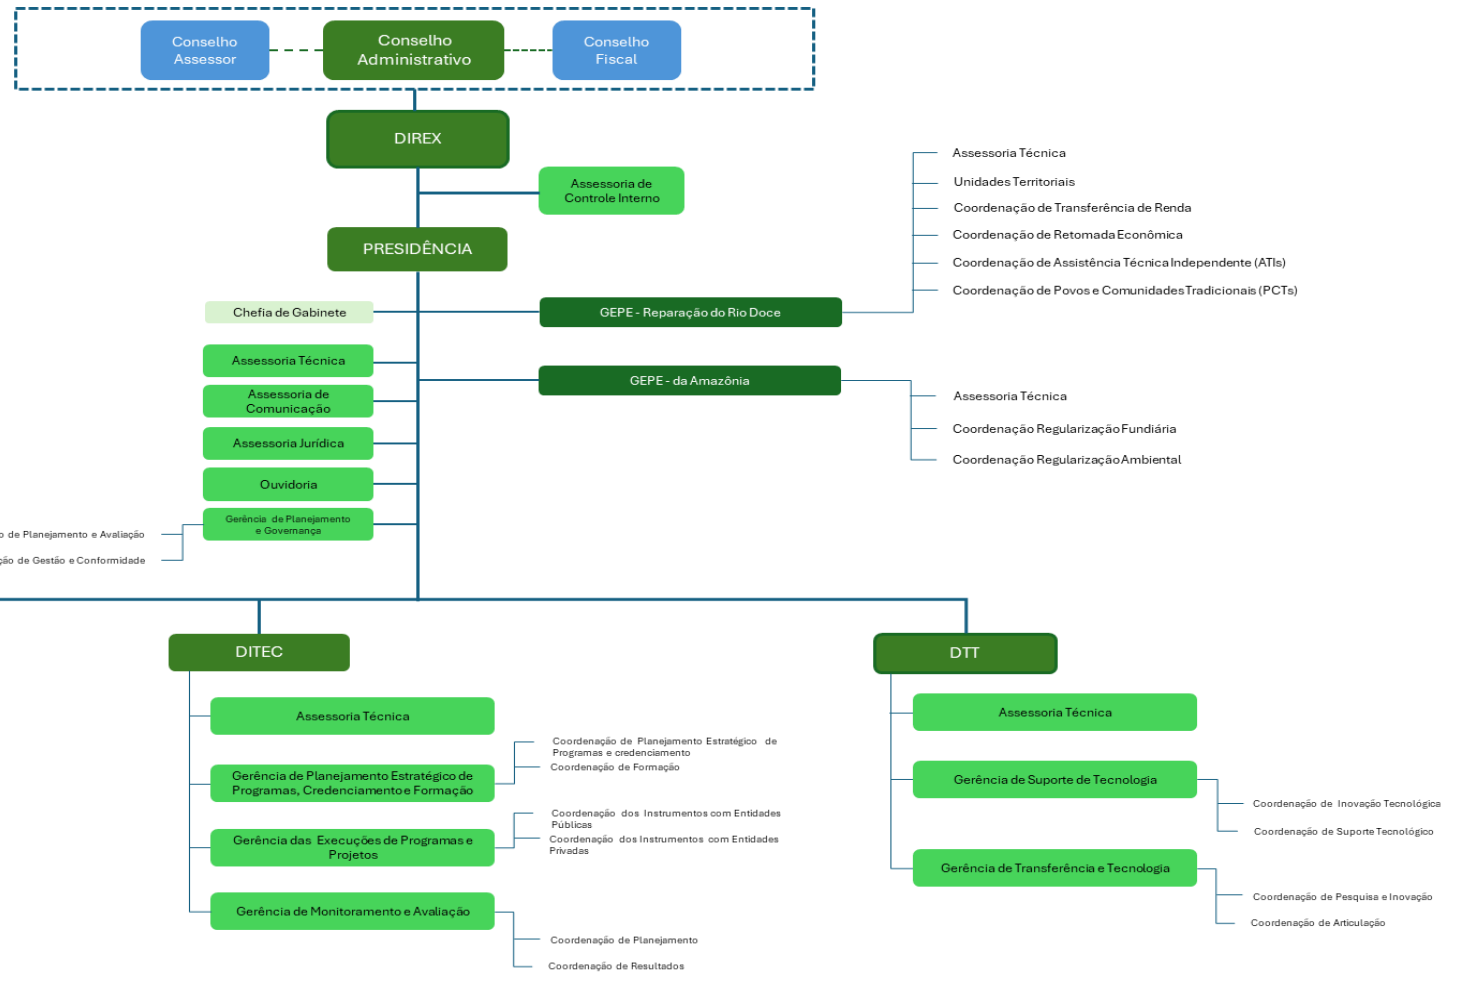 Conselho
Assessor
Conselho
Administrativo
Conselho
Fiscal
DIREX
Assessoria de
Controle Interno
PRESIDÊNCIA
Chefia de Gabinete
GEPE - Reparação do Rio Doce
Assessoria Técnica
Unidades Territoriais
Coordenação de Transferência de Renda
Coordenação de Retomada Econômica
Coordenação de Assistência Técnica Independente (ATIs)
Coordenação de Povos e Comunidades Tradicionais (PCTs)
Assessoria Técnica
Assessoria de
Comunicação
Assessoria Jurídica
Ouvidoria
Gerência de Planejamento
e Governança
de Planejamento e Avaliação
de Gestão e Conformidade
GEPE - da Amazônia
Assessoria Técnica
Coordenação Regularização Fundiária
Coordenação Regularização Ambiental
DITEC
Assessoria Técnica
Gerência de Planejamento Estratégico de
Programas, Credenciamento e Formação
Coordenação de Planejamento Estratégico de
Programas e credenciamento
Coordenação de Formação
Gerência das Execuções de Programas e
Projetos
Coordenação dos Instrumentos com Entidades
Públicas
Coordenação dos Instrumentos com Entidades
Privadas
Gerência de Monitoramento e Avaliação
Coordenação de Planejamento
Coordenação de Resultados
DTT
Assessoria Técnica
Gerência de Suporte de Tecnologia
Coordenação de Inovação Tecnológica
Coordenação de Suporte Tecnológico
Gerência de Transferência e Tecnologia
Coordenação de Pesquisa e Inovação
Coordenação de Articulação